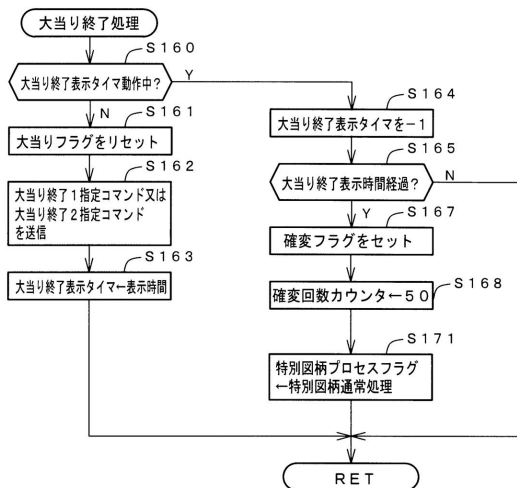 大当り終了処理
S160
大当り終了表示タイマ動作中？
Y
N
S161
大当りフラグをリセット
S162
大当り終了1指定コマンド又は
大当り終了2指定コマンド
を送信
S163
大当り終了表示タイマ←表示時間
S164
大当り終了表示タイマを－1
S165
大当り終了表示時間経過？
N
Y
S167
確変フラグをセット
S168
確変回数カウンタ←50
S171
特別図柄プロセスフラグ
←特別図柄通常処理
RET